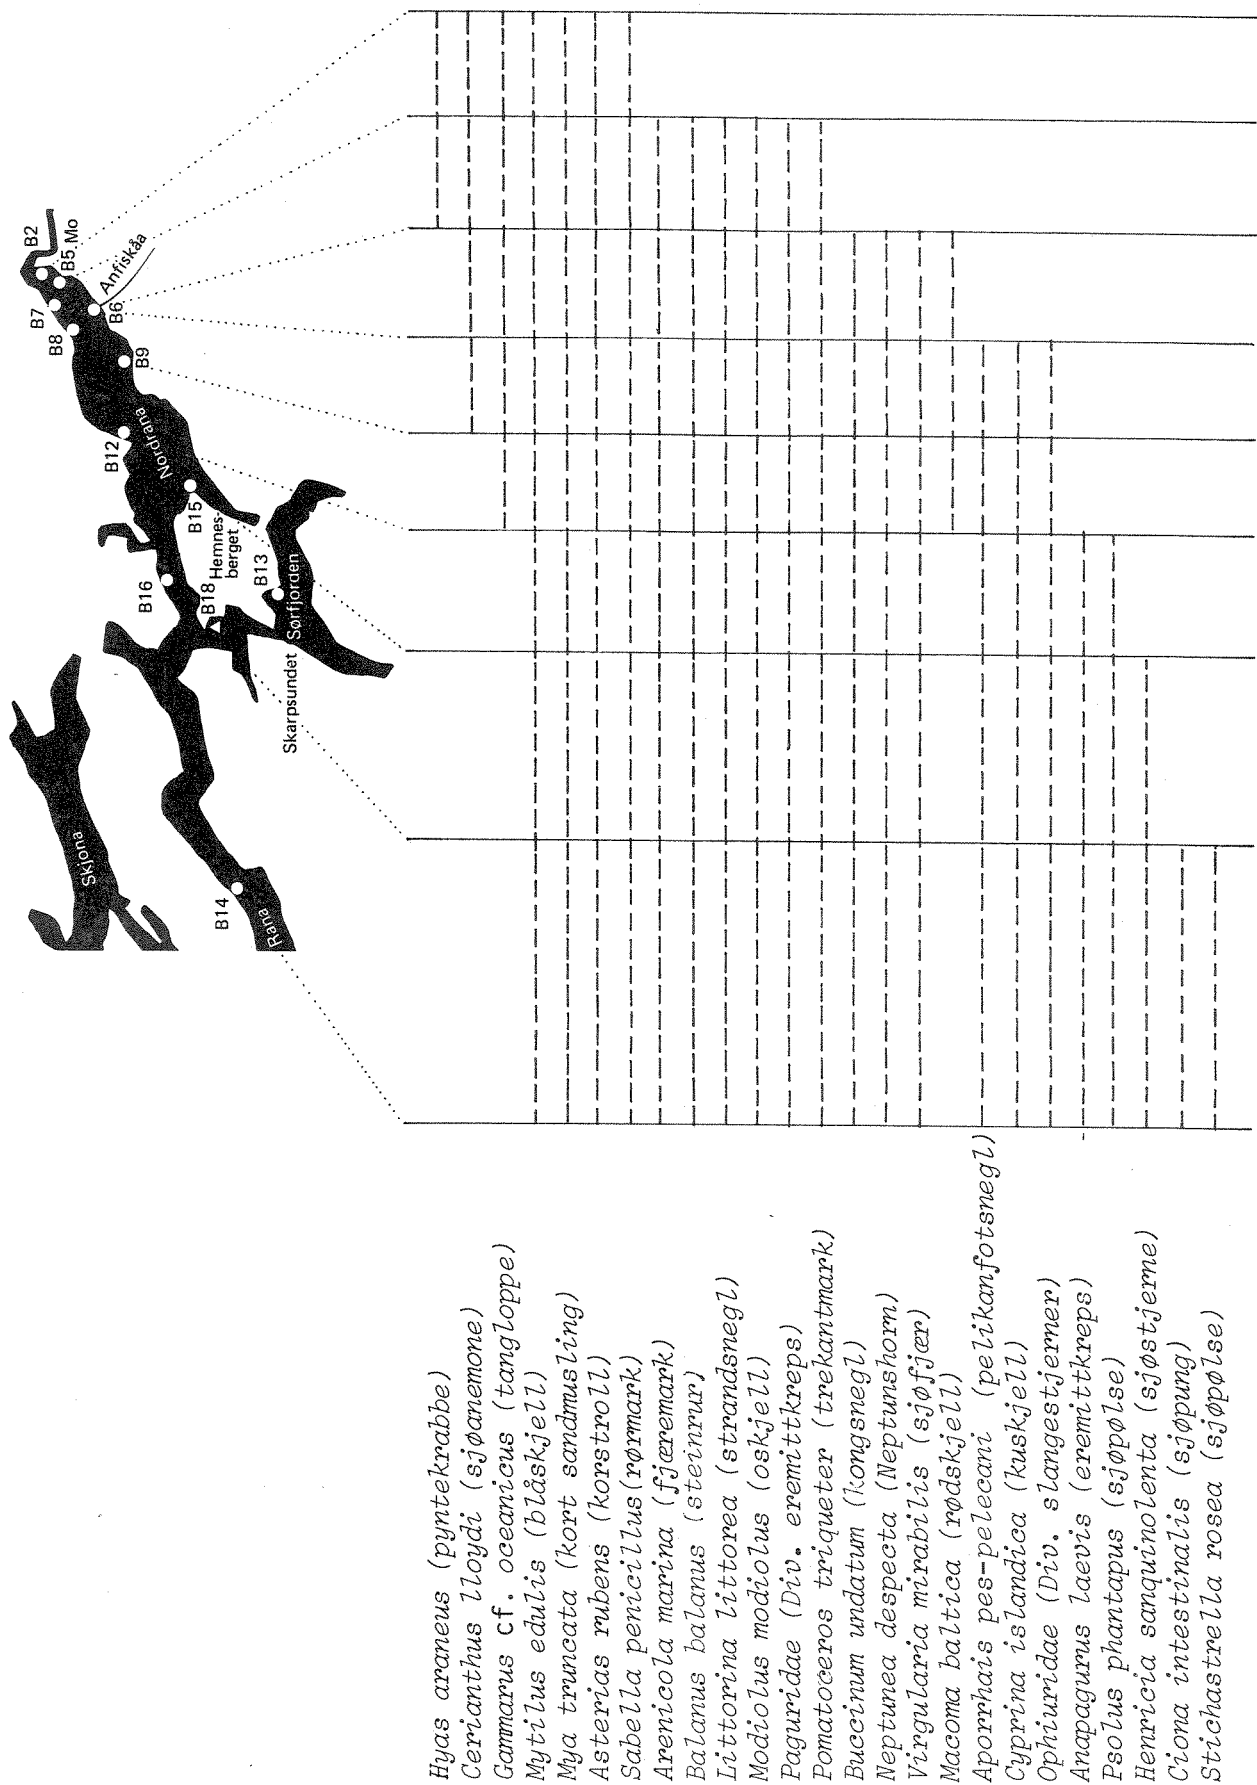 B2
B5
Mo
B7
Anfiskåa
B8
B6
B9
B12
Nordrana
B15
Hemnes-
berget
B16
B18
B13
Sørfjorden
Skarpsundet
Skjona
B14
Rana
Hyas araneus (pyntekrabbe)
Cerianthus lloydi (sjøanemone)
Gammarus cf. oceanicus (tangloppe)
Mytilus edulis (blåskjell)
Mya truncata (kort sandmusling)
Asterias rubens (korstroll)
Sabella penicillus(rørmark)
Arenicola marina (fjæremark)
Balanus balanus (steinrur)
Littorina littorea (strandsnegl)
Modiolus modiolus (oskjell)
Paguridae (Div. eremittkreps)
Pomatoceros triqueter (trekantmark)
Buccinum undatum (kongsnegl)
Neptunea despecta (Neptunshorn)
Virgularia mirabilis (sjøfjær)
Macoma baltica (rødskjell)
Aporrhais pes-pelecani (pelikanfotsnegl)
Cyprina islandica (kuskjell)
Ophiuridae (Div. slangestjerner)
Anapagurus laevis (eremittkreps)
Psolus phantapus (sjøpølse)
Henricia sanquinolenta (sjøstjerne)
Ciona intestinalis (sjøpung)
Stichastrella rosea (sjøpølse)